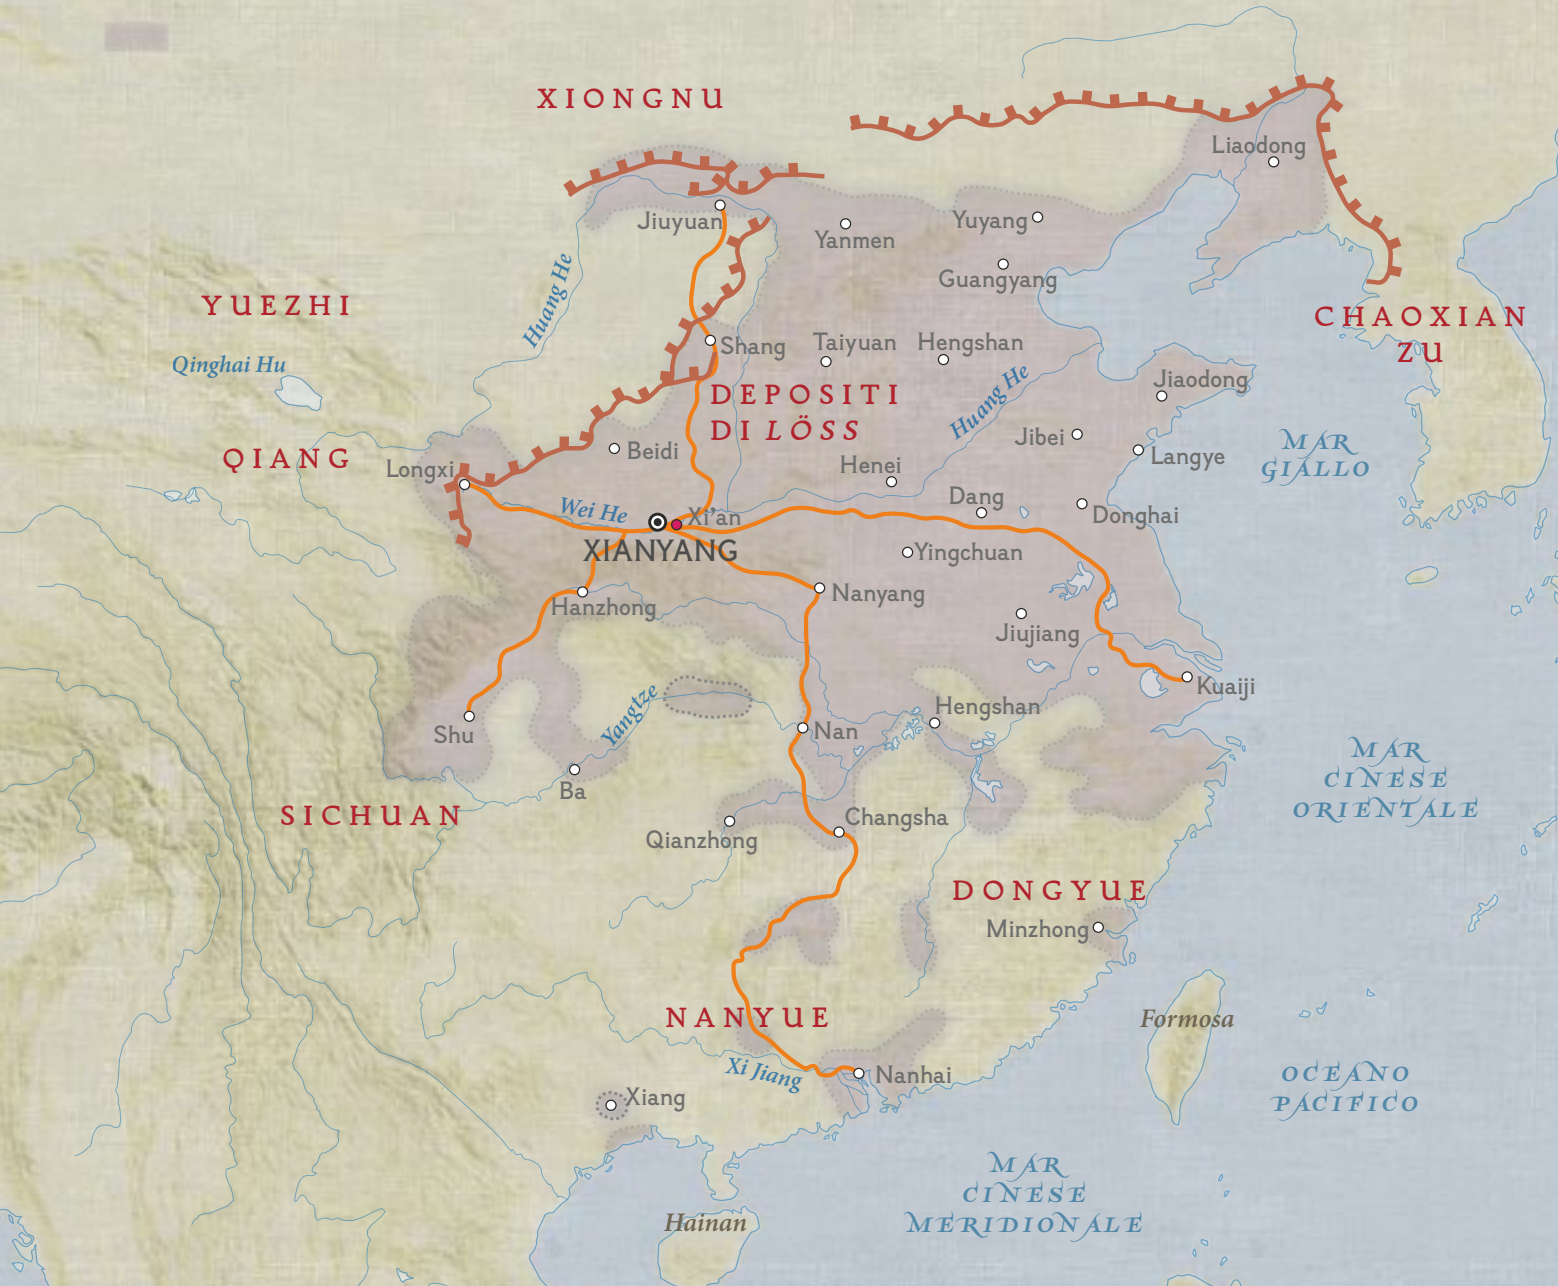 XIONGNU
Liaodong
Jiuyuan
Yanmen
Yuyang
Guangyang
Huang He
YUEZHI
CHAOXIAN
ZU
Qinghai Hu
Shang
Taiyuan
Hengshan
Jiaodong
DEPOSITI
DI LÖSS
Huang He
QIANG
Longxi
Beidi
Jibei
Langye
MAR
GIALLO
Henei
Dang
Donghai
Wei He
Xi'an
XIANYANG
Yingchuan
Hanzhong
Nanyang
Jiujiang
Kuaiji
Yangtze
Shu
Nan
Hengshan
Ba
MAR
CINESE
ORIENTALE
SICHUAN
Qianzhong
Changsha
DONGYUE
Minzhong
NANYUE
Formosa
Xi Jiang
Nanhai
OCEANO
PACIFICO
Xiang
MAR
CINESE
MERIDIONALE
Hainan